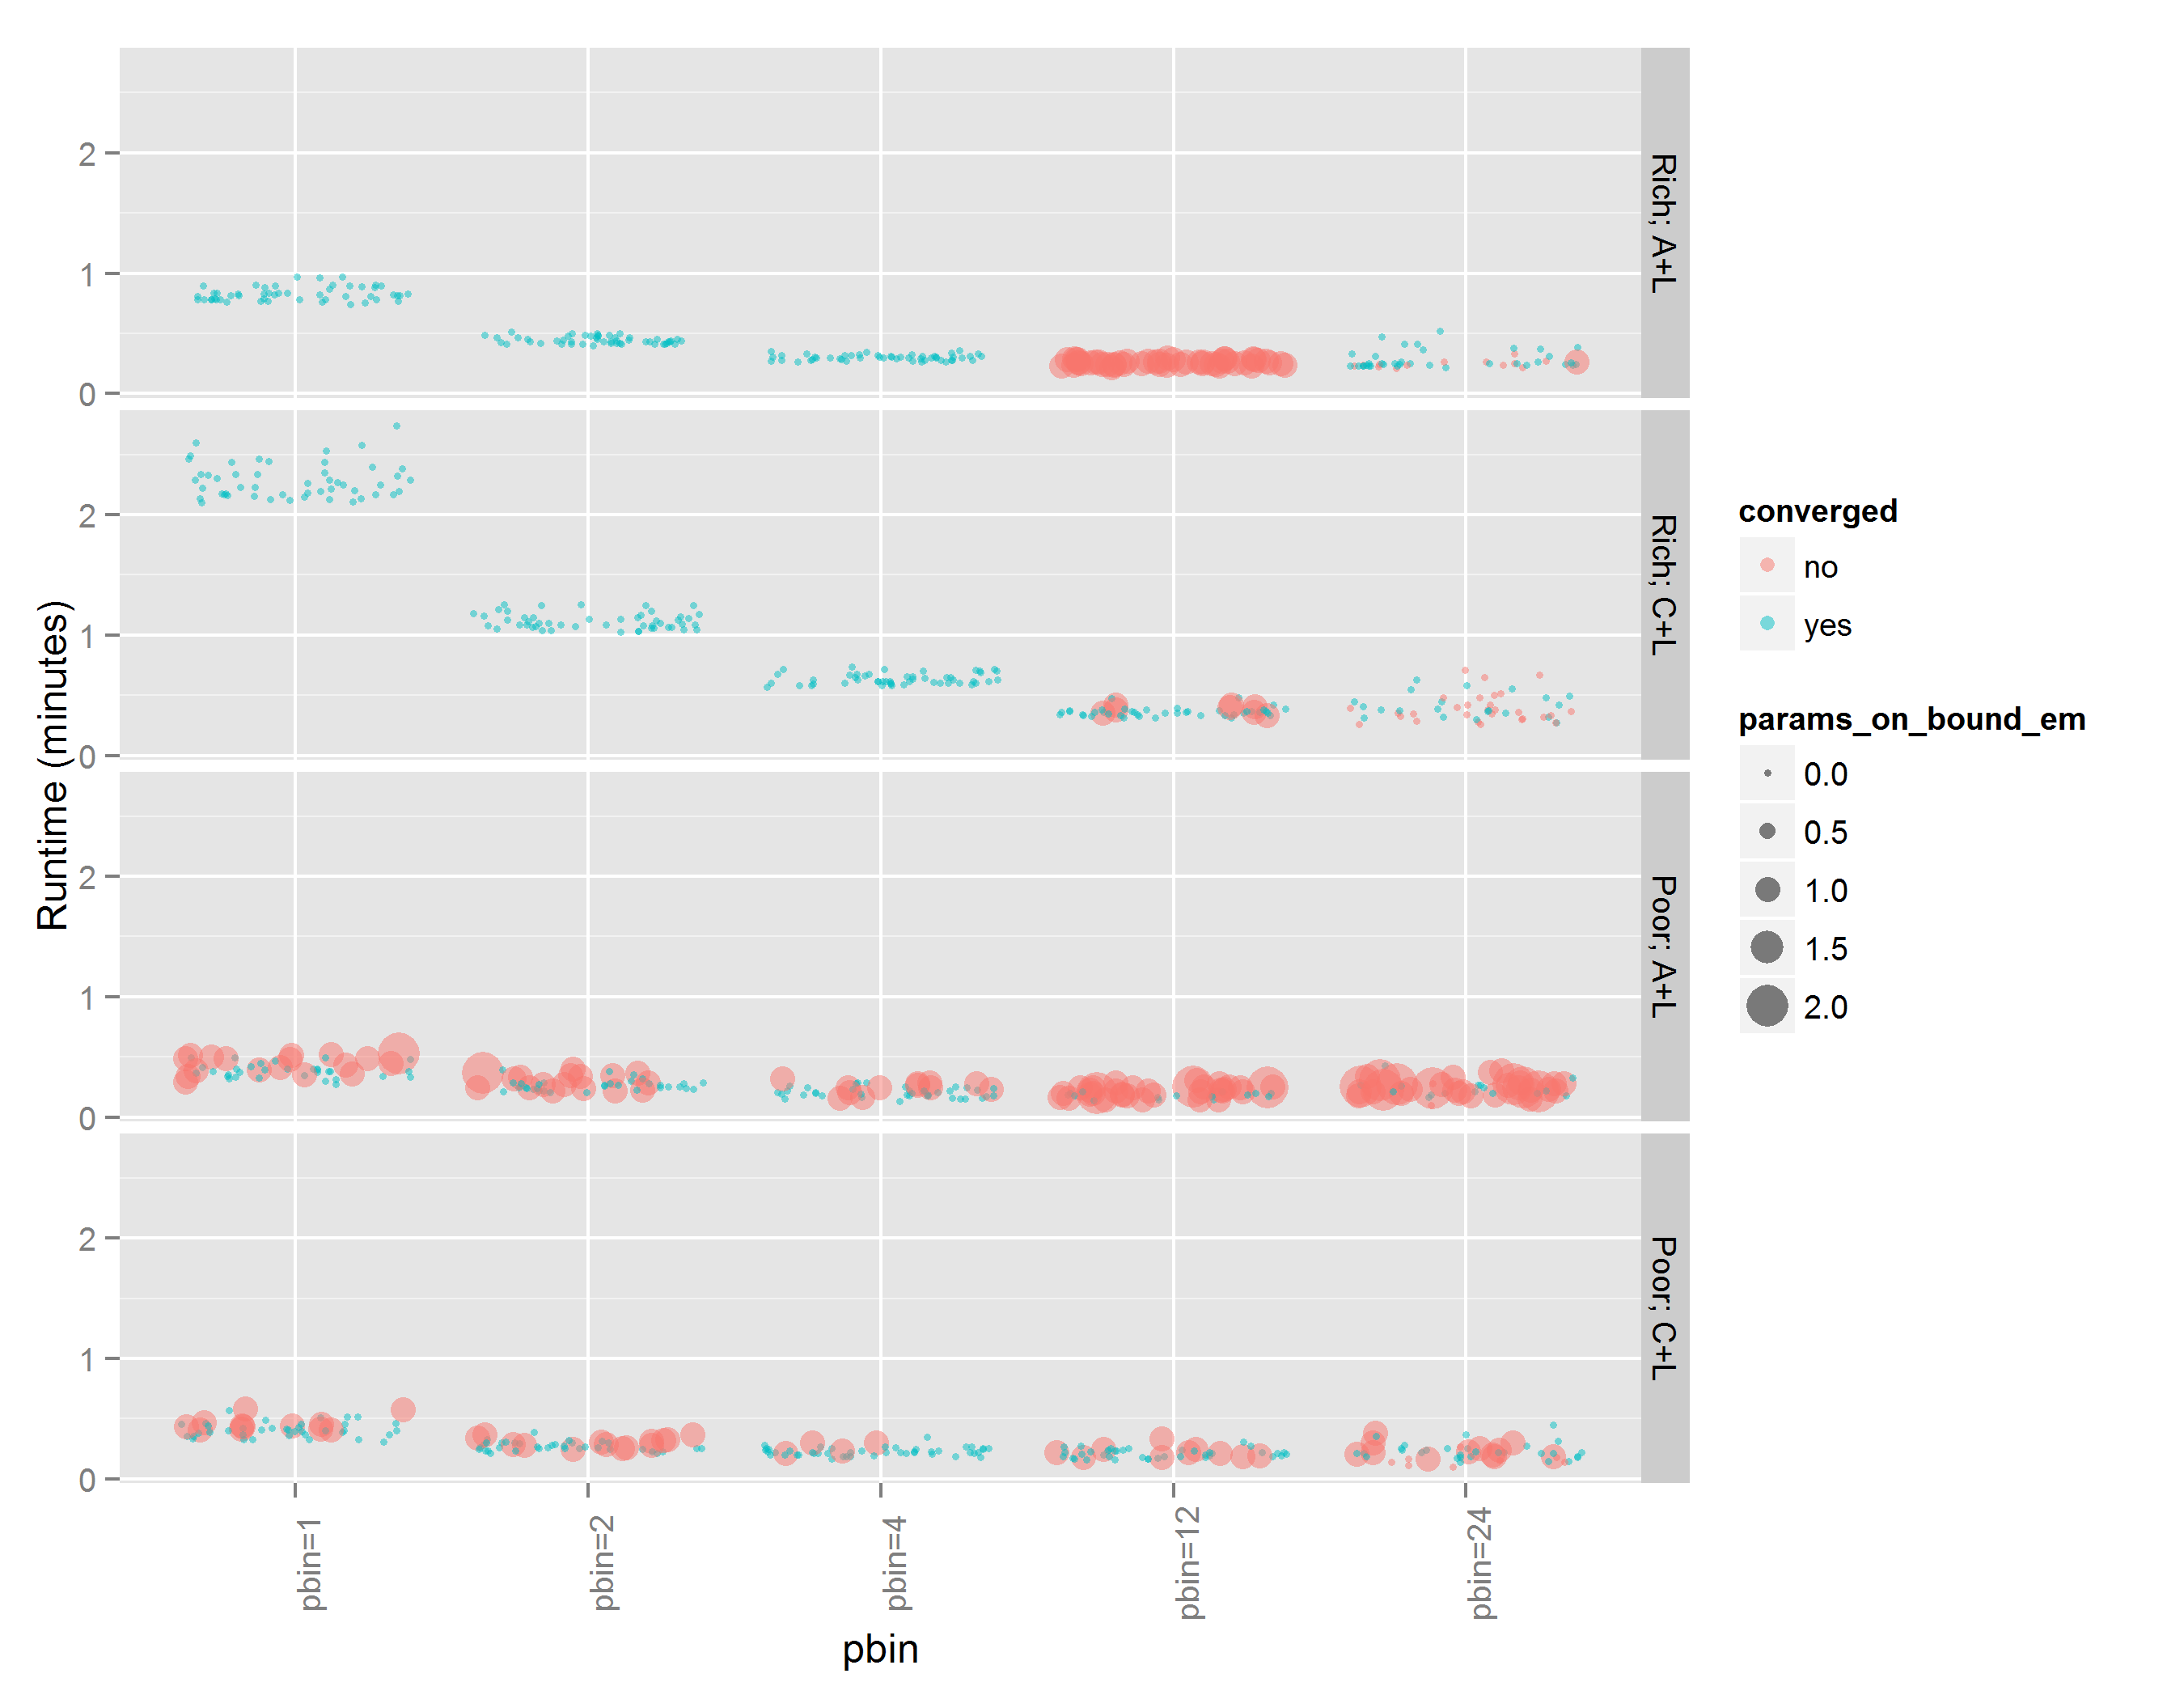 Runtime (minutes)
2
1
0
Rich; A+L
2
1
0
Rich; C+L
2
1
0
Poor; A+L
2
1
0
Poor; C+L
pbin=1
pbin=2
pbin=4
pbin=12
pbin=24
pbin
converged
no
yes
params_on_bound_em
0.0
0.5
1.0
1.5
2.0